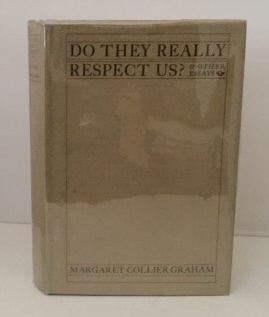 DO THEY REALLY
RESPECT US? & OTHER
ESSAYS
MARGARET COLLIER GRAHAM